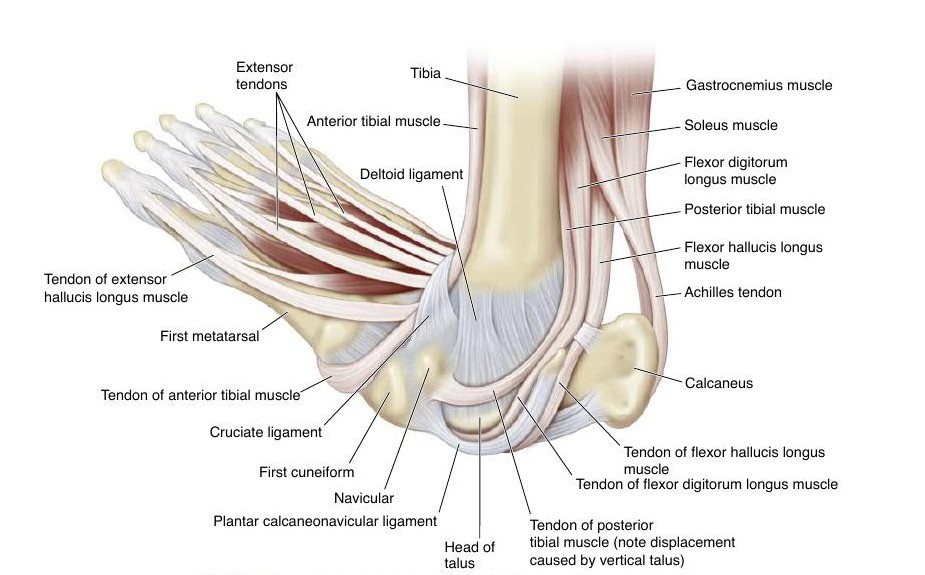 Extensor
tendons
Tibia
Gastrocnemius muscle
Anterior tibial muscle
Soleus muscle
Deltoid ligament
Flexor digitorum
longus muscle
Posterior tibial muscle
Flexor hallucis longus
muscle
Tendon of extensor
hallucis longus muscle
Achilles tendon
First metatarsal
Calcaneus
Tendon of anterior tibial muscle
Cruciate ligament
Tendon of flexor hallucis longus
muscle
First cuneiform
Tendon of flexor digitorum longus muscle
Navicular
Plantar calcaneonavicular ligament
Tendon of posterior
tibial muscle (note displacement
caused by vertical talus)
Head of
talus